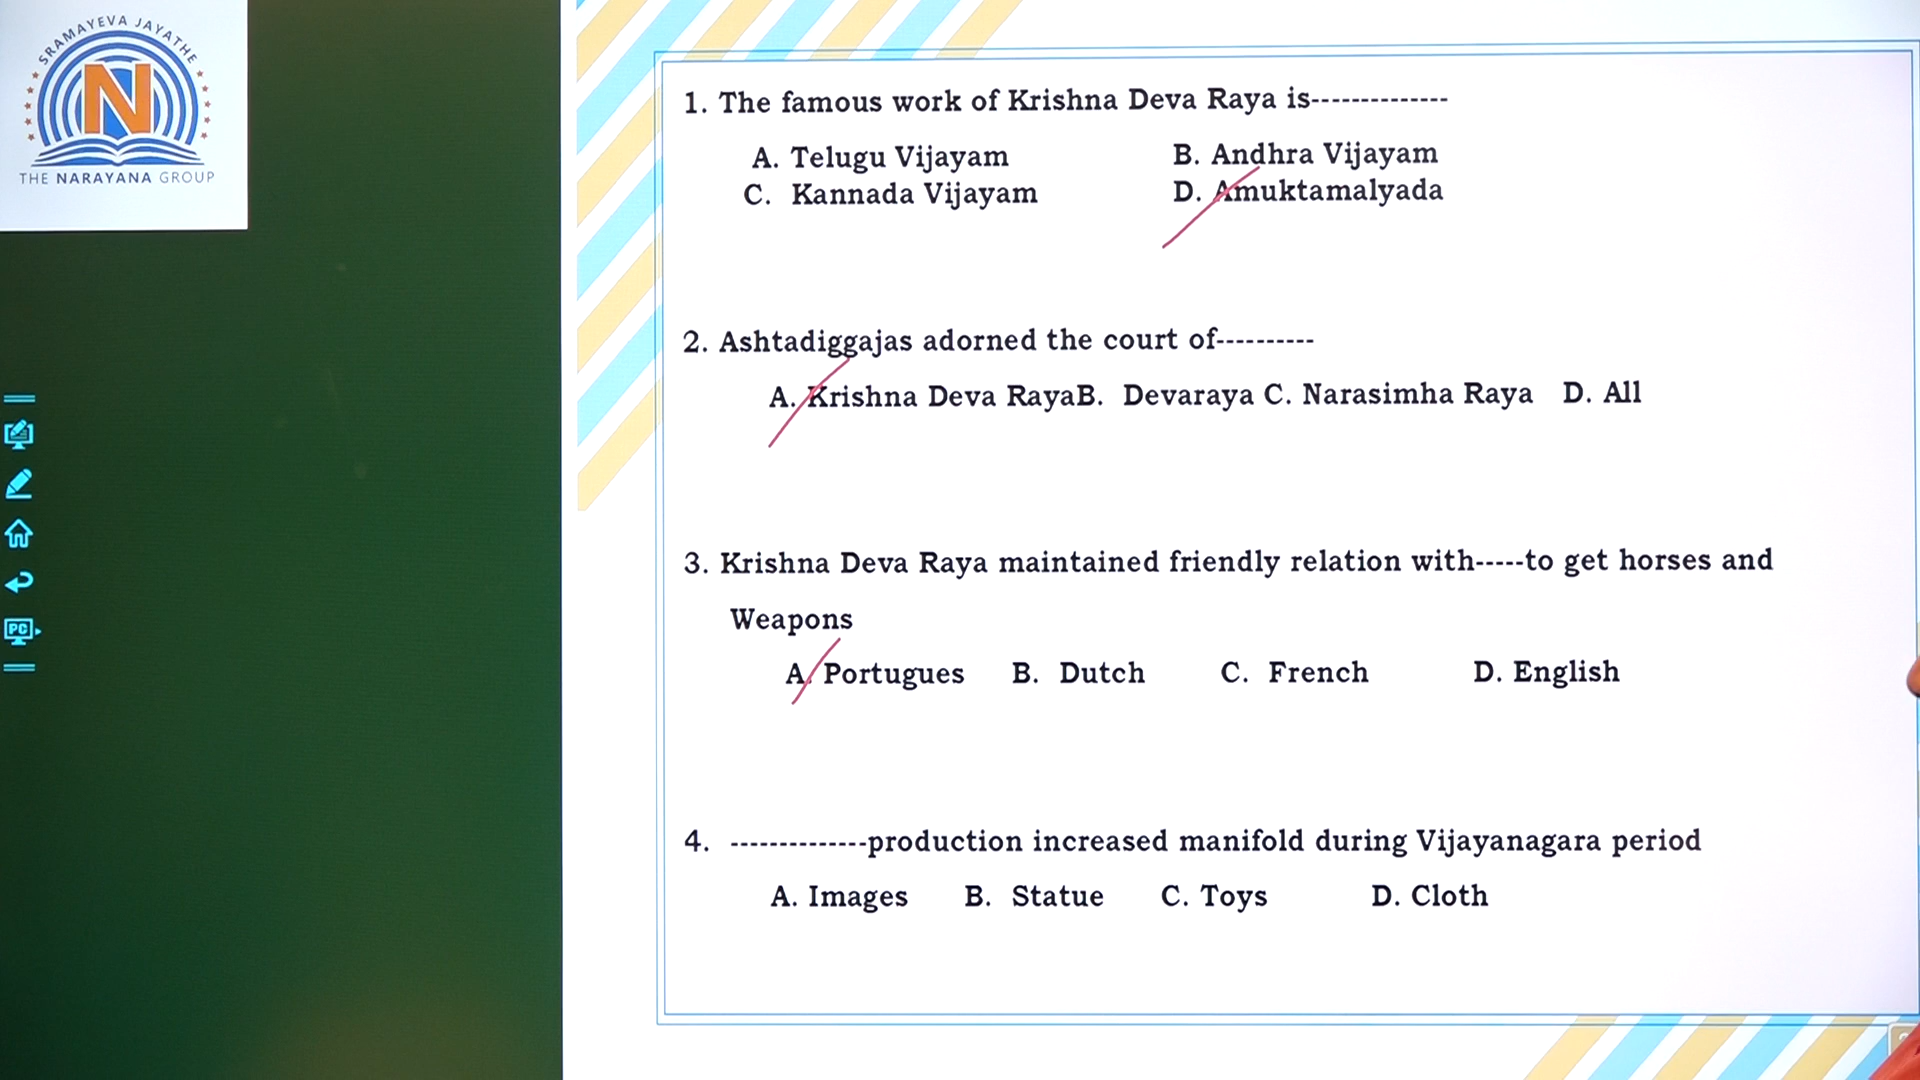 SRAMAYEVA JAYATHE
N
THE NARAYANA GROUP
1. The famous work of Krishna Deva Raya is--------------
A. Telugu Vijayam B. Andhra Vijayam
C. Kannada Vijayam D. Amuktamalyada
2. Ashtadiggajas adorned the court of----------
A. Krishna Deva RayaB. Devaraya C. Narasimha Raya D. All
3. Krishna Deva Raya maintained friendly relation with-----to get horses and
Weapons
A. Portugues B. Dutch C. French D. English
4. --------------production increased manifold during Vijayanagara period
A. Images B. Statue C. Toys D. Cloth
PC